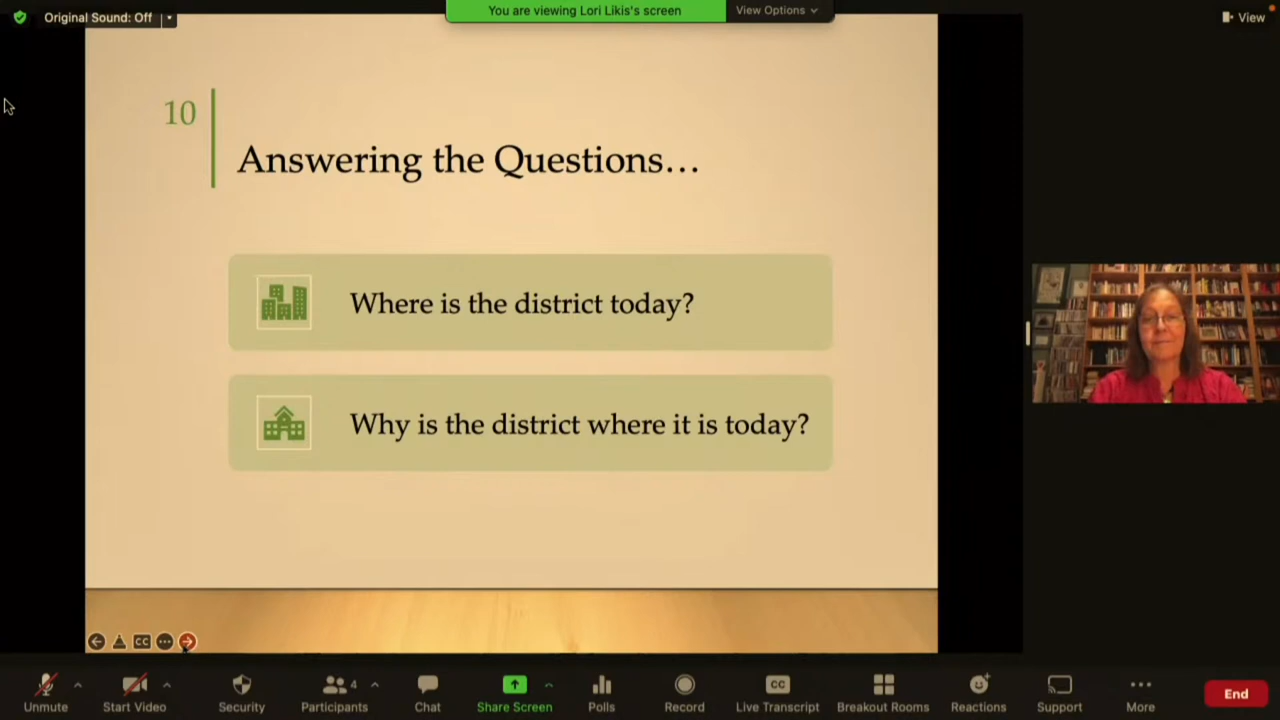 Original Sound: Off
You are viewing Lori Likis's screen
View Options
View
10
Answering the Questions...
Where is the district today?
Why is the district where it is today?
CC
Unmute
Start Video
Security
4
Participants
Chat
Share Screen
Polls
Record
CC
Live Transcript
Breakout Rooms
Reactions
Support
More
End